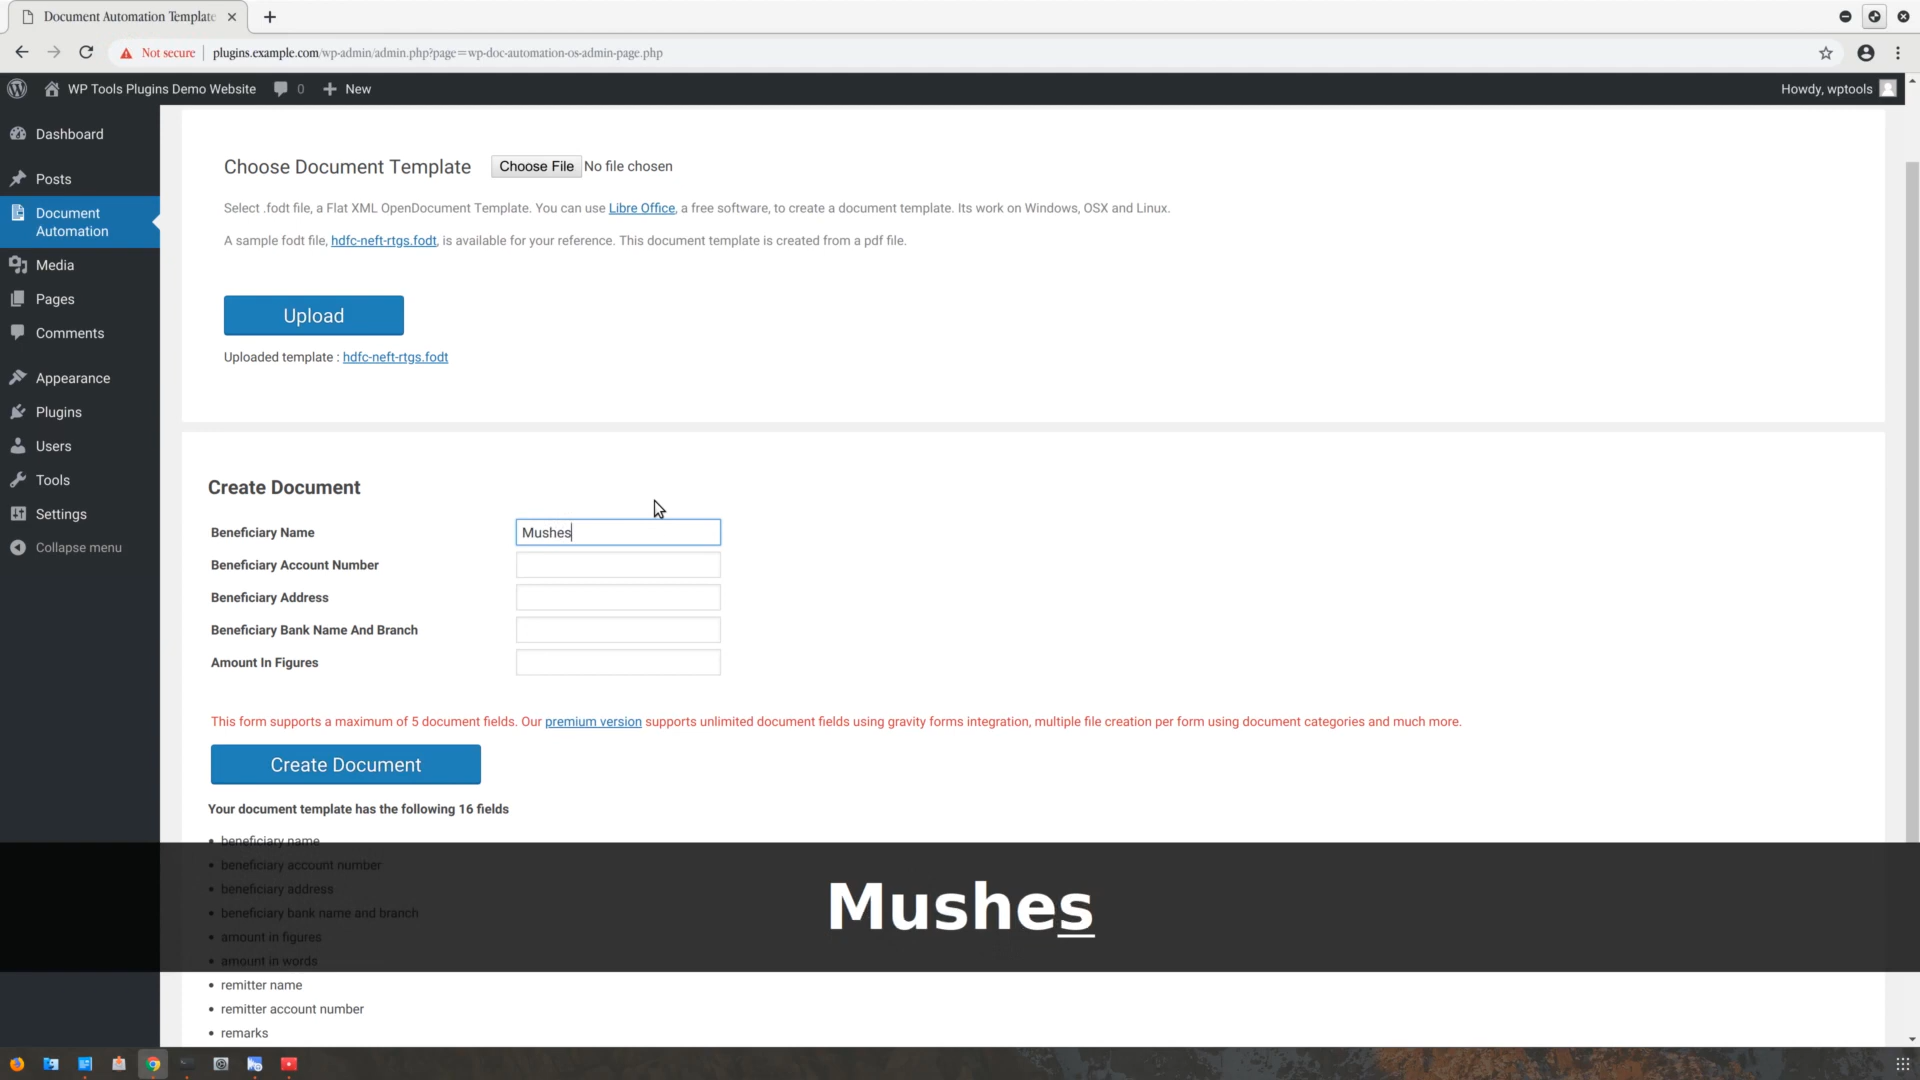 Document Automation Template
Not secure
plugins.example.com/wp-admin/admin.php?page=wp-doc-automation-os-admin-page.php
WP Tools Plugins Demo Website
0
New
Howdy, wptools
Dashboard
Posts
Document
Automation
Media
Pages
Comments
Appearance
Plugins
Users
Tools
Settings
Collapse menu
Choose Document Template
Choose File No file chosen
Select .fodt file, a Flat XML OpenDocument Template. You can use Libre Office, a free software, to create a document template. Its work on Windows, OSX and Linux.
A sample fodt file, hdfc-neft-rtgs.fodt, is available for your reference. This document template is created from a pdf file.
Upload
Uploaded template : hdfc-neft-rtgs.fodt
Create Document
Beneficiary Name
Mushes
Beneficiary Account Number
Beneficiary Address
Beneficiary Bank Name And Branch
Amount In Figures
This form supports a maximum of 5 document fields. Our premium version supports unlimited document fields using gravity forms integration, multiple file creation per form using document categories and much more.
Create Document
Your document template has the following 16 fields
• beneficiary name
• beneficiary account number
• beneficiary address
• beneficiary bank name and branch
• amount in figures
• amount in words
• remitter name
• remitter account number
• remarks
Mushes